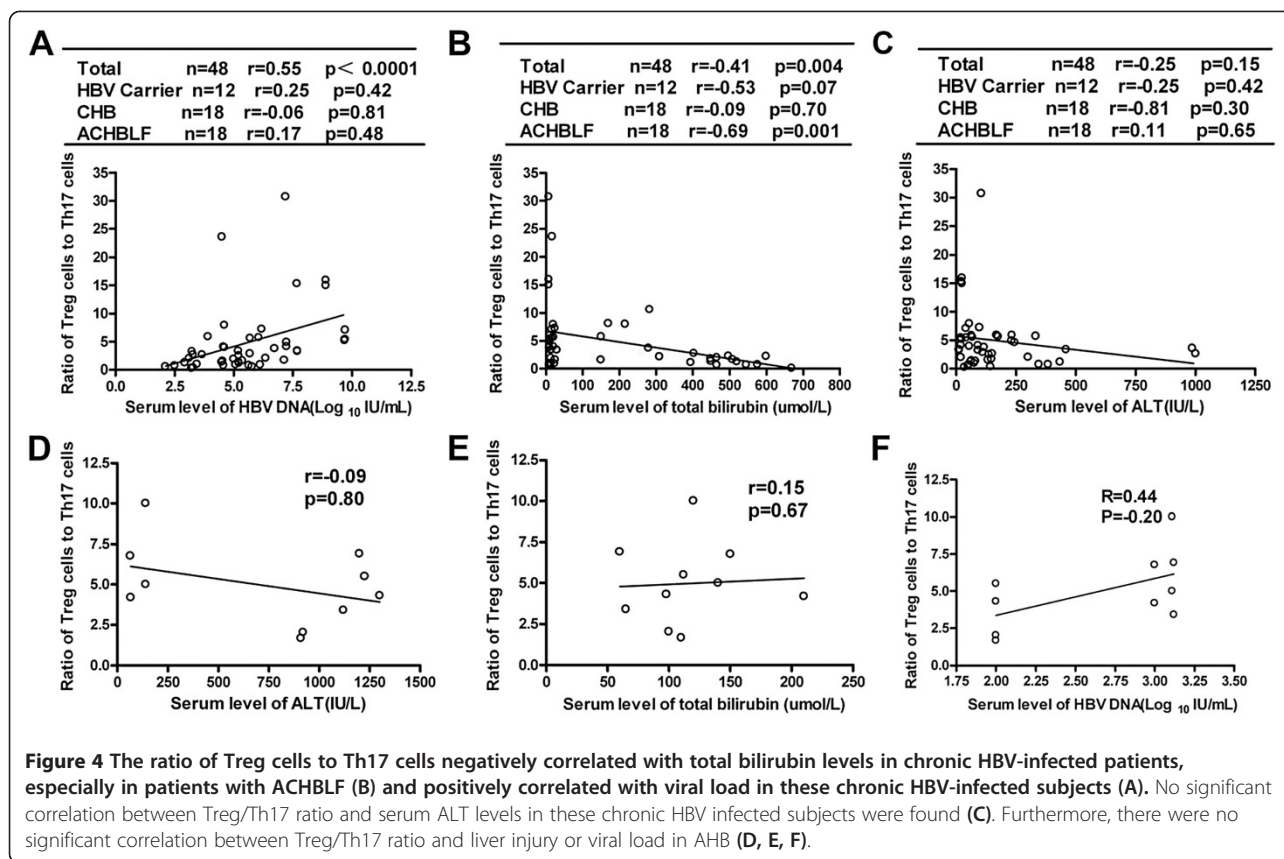 A
Total n=48 r=0.55 p< 0.0001
HBV Carrier n=12 r=0.25 p=0.42
CHB n=18 r=-0.06 p=0.81
ACHBLF n=18 r=0.17 p=0.48
Ratio of Treg cells to Th17 cells
35
30
25
20
15
10
5
0
0.0 2.5 5.0 7.5 10.0 12.5
Serum level of HBV DNA(Log 10 IU/mL)
B
Total n=48 r=-0.41 p=0.004
HBV Carrier n=12 r=-0.53 p=0.07
CHB n=18 r=-0.09 p=0.70
ACHBLF n=18 r=-0.69 p=0.001
Ratio of Treg cells to Th17 cells
35
30
25
20
15
10
5
0
0 100 200 300 400 500 600 700 800
Serum level of total bilirubin (umol/L)
C
Total n=48 r=-0.25 p=0.15
HBV Carrier n=12 r=-0.25 p=0.42
CHB n=18 r=-0.81 p=0.30
ACHBLF n=18 r=0.11 p=0.65
Ratio of Treg cells to Th17 cells
35
30
25
20
15
10
5
0
0 250 500 750 1000 1250
Serum level of ALT(IU/L)
D
r=-0.09
p=0.80
Ratio of Treg cells to Th17 cells
12.5
10.0
7.5
5.0
2.5
0.0
0 250 500 750 1000 1250 1500
Serum level of ALT(IU/L)
E
r=0.15
p=0.67
Ratio of Treg cells to Th17 cells
12.5
10.0
7.5
5.0
2.5
0.0
0 50 100 150 200 250
Serum level of total bilirubin (umol/L)
F
R=0.44
P=-0.20
Ratio of Treg cells to Th17 cells
12.5
10.0
7.5
5.0
2.5
0.0
1.75 2.00 2.25 2.50 2.75 3.00 3.25 3.50
Serum level of HBV DNA(Log 10 IU/mL)
Figure 4 The ratio of Treg cells to Th17 cells negatively correlated with total bilirubin levels in chronic HBV-infected patients,
especially in patients with ACHBLF (B) and positively correlated with viral load in these chronic HBV-infected subjects (A). No significant
correlation between Treg/Th17 ratio and serum ALT levels in these chronic HBV infected subjects were found (C). Furthermore, there were no
significant correlation between Treg/Th17 ratio and liver injury or viral load in AHB (D, E, F).